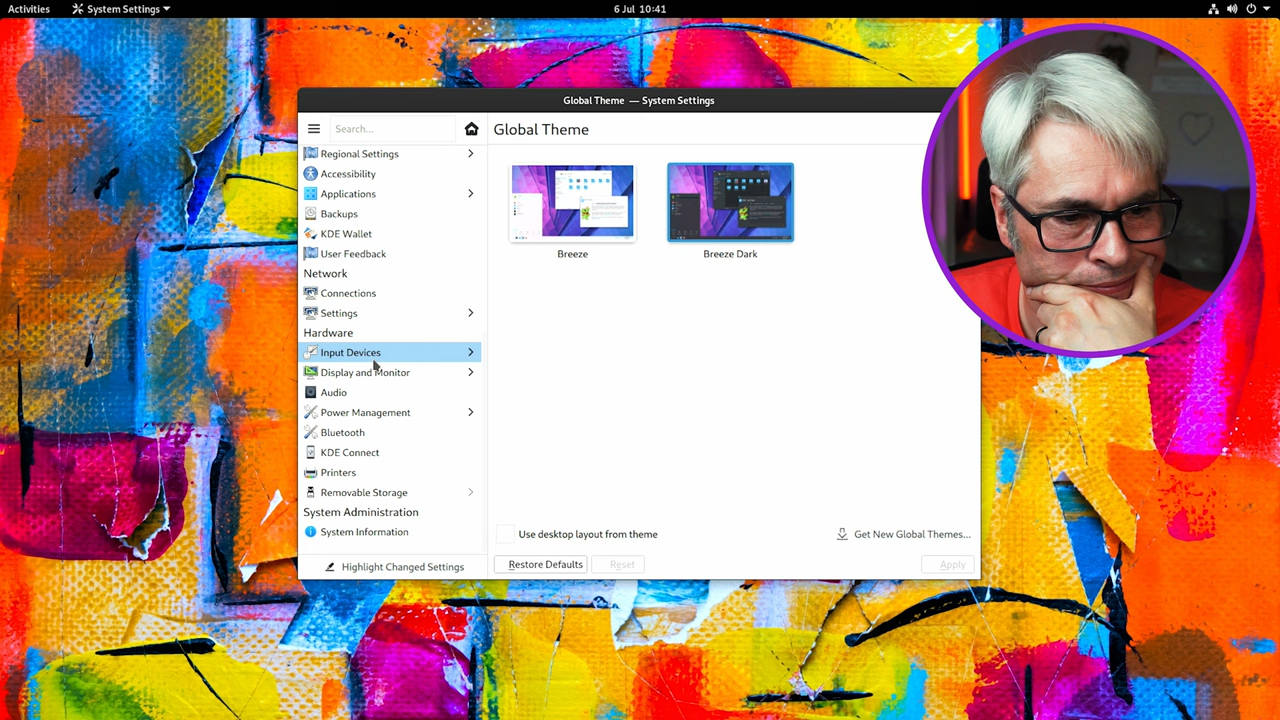 Activities
System Settings
6 Jul 10:41
Global Theme — System Settings
Search...
Global Theme
Regional Settings
Accessibility
Applications
Backups
KDE Wallet
User Feedback
Network
Connections
Settings
Hardware
Input Devices
Display and Monitor
Audio
Power Management
Bluetooth
KDE Connect
Printers
Removable Storage
System Administration
System Information
Highlight Changed Settings
Breeze
Breeze Dark
Use desktop layout from theme
Get New Global Themes...
Restore Defaults
Reset
Apply